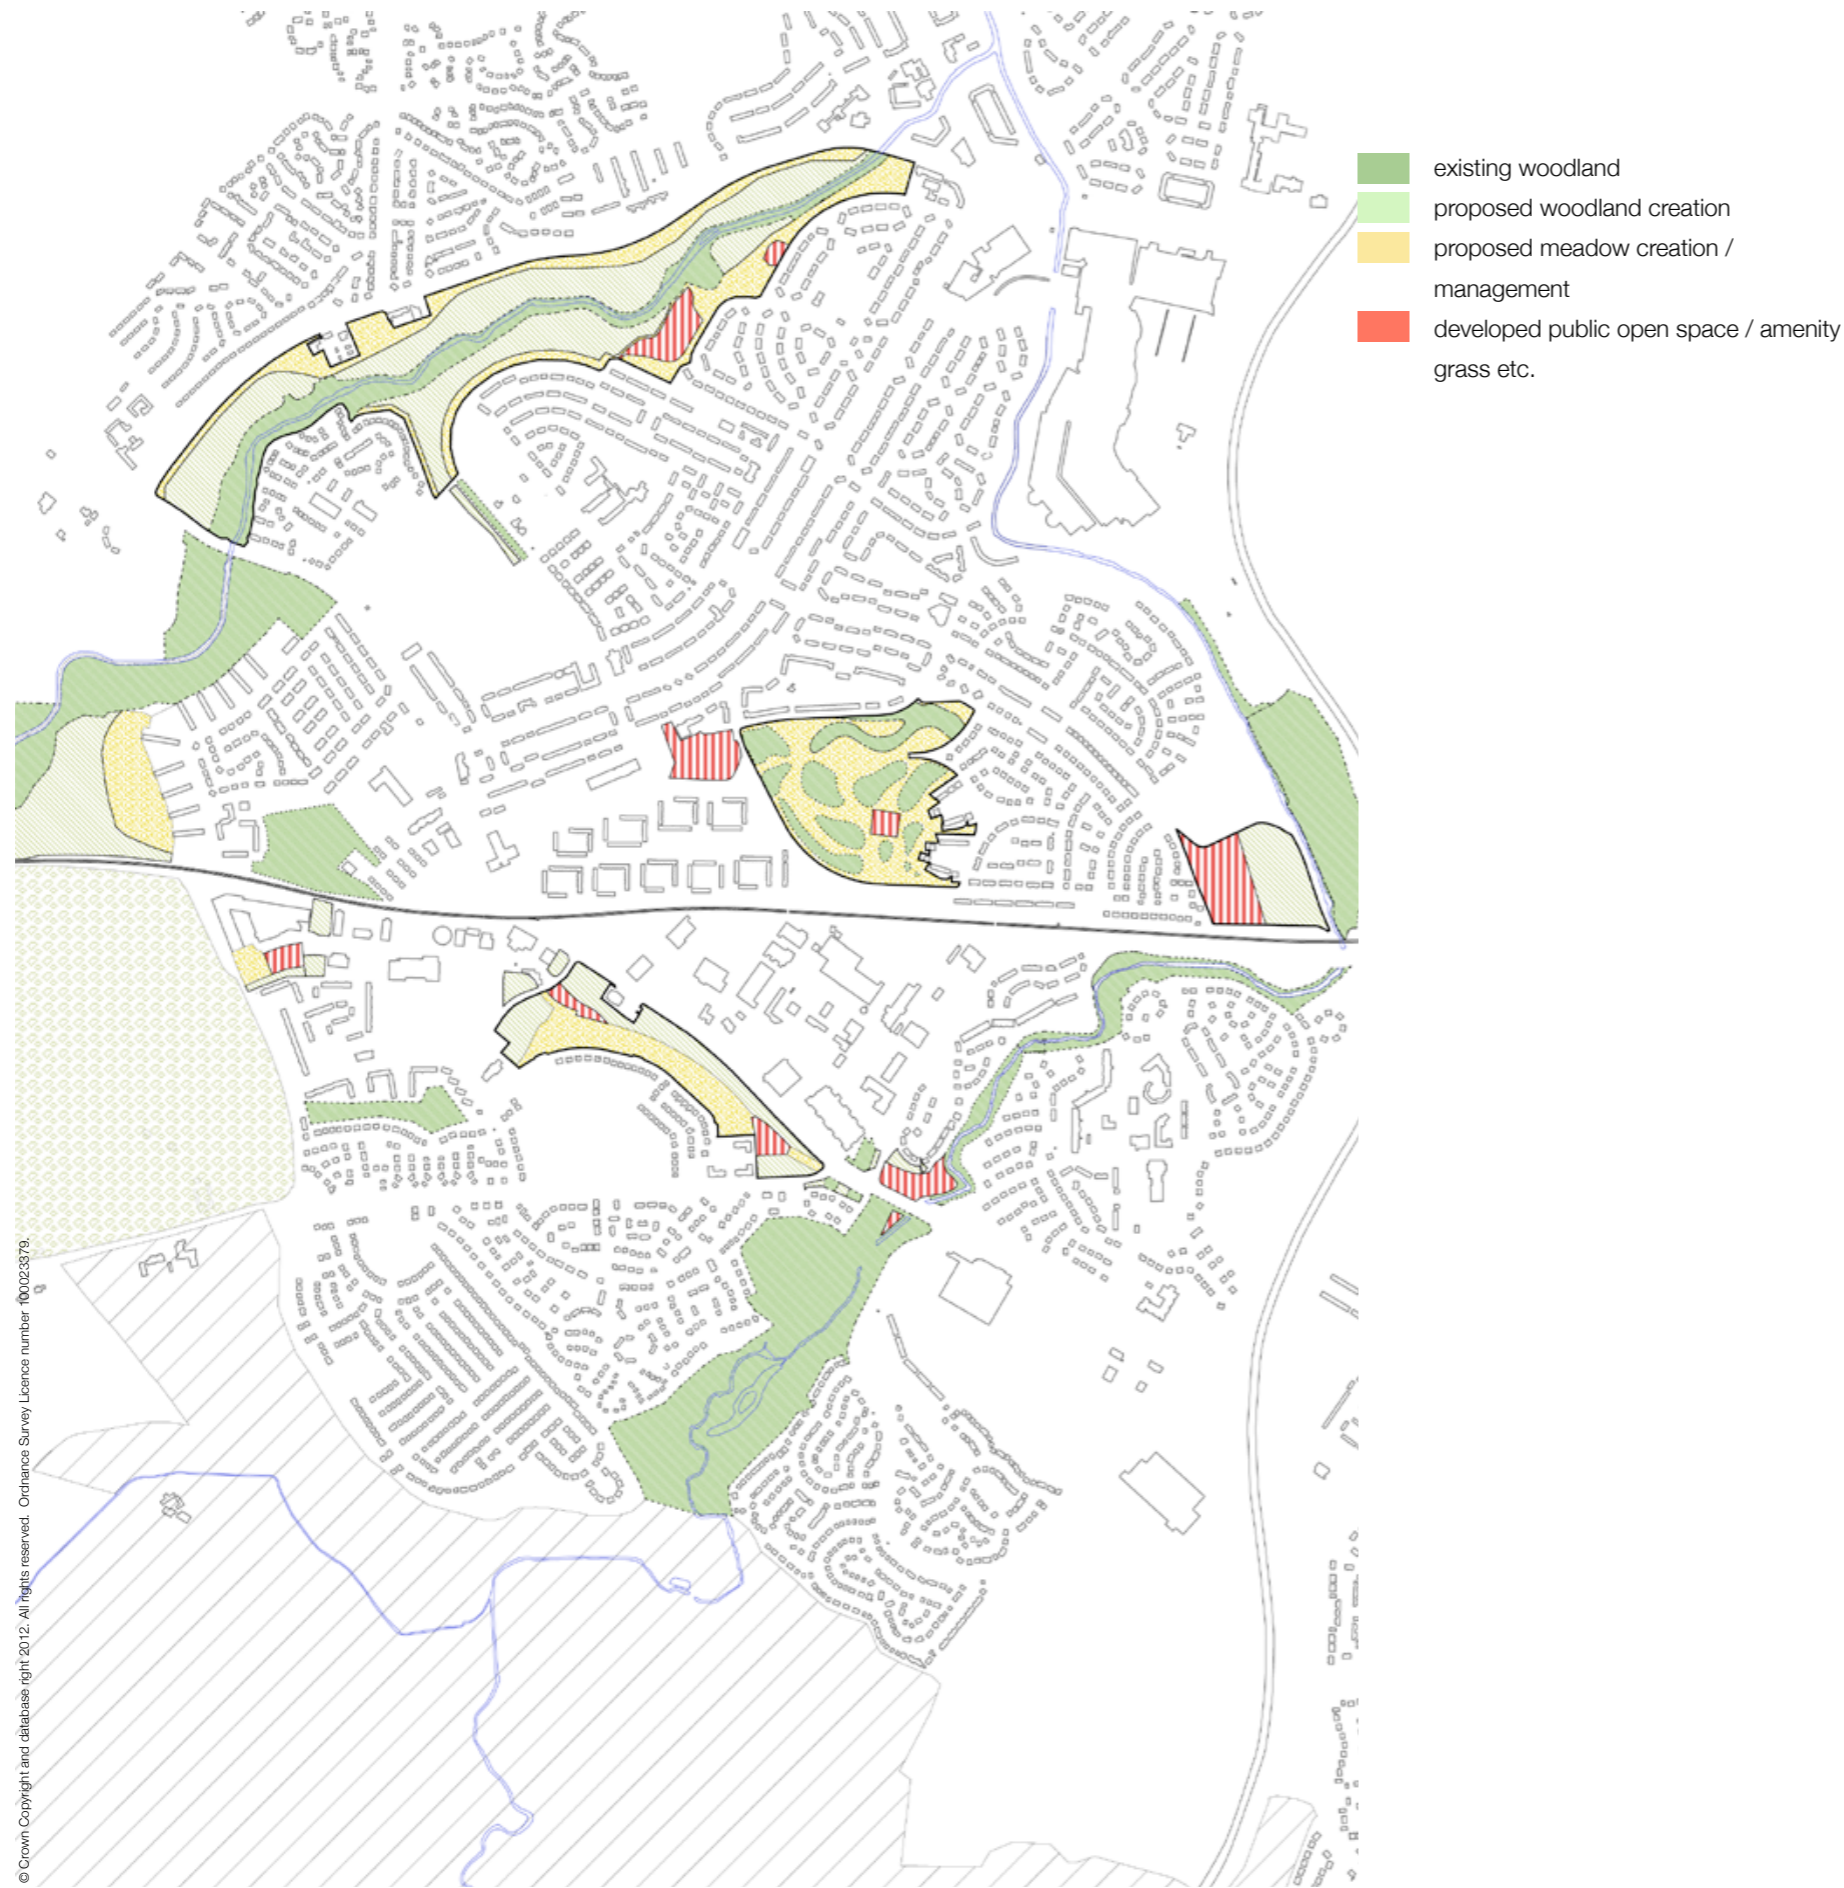 existing woodland
proposed woodland creation
proposed meadow creation /
management
developed public open space / amenity
grass etc.
© Crown Copyright and database right 2012. All rights reserved. Ordnance Survey Licence number 100023379.